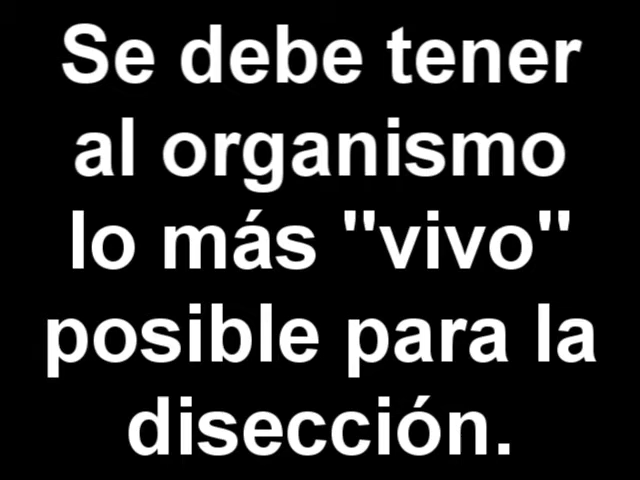 Se debe tener
al organismo
lo más "vivo"
posible para la
disección.